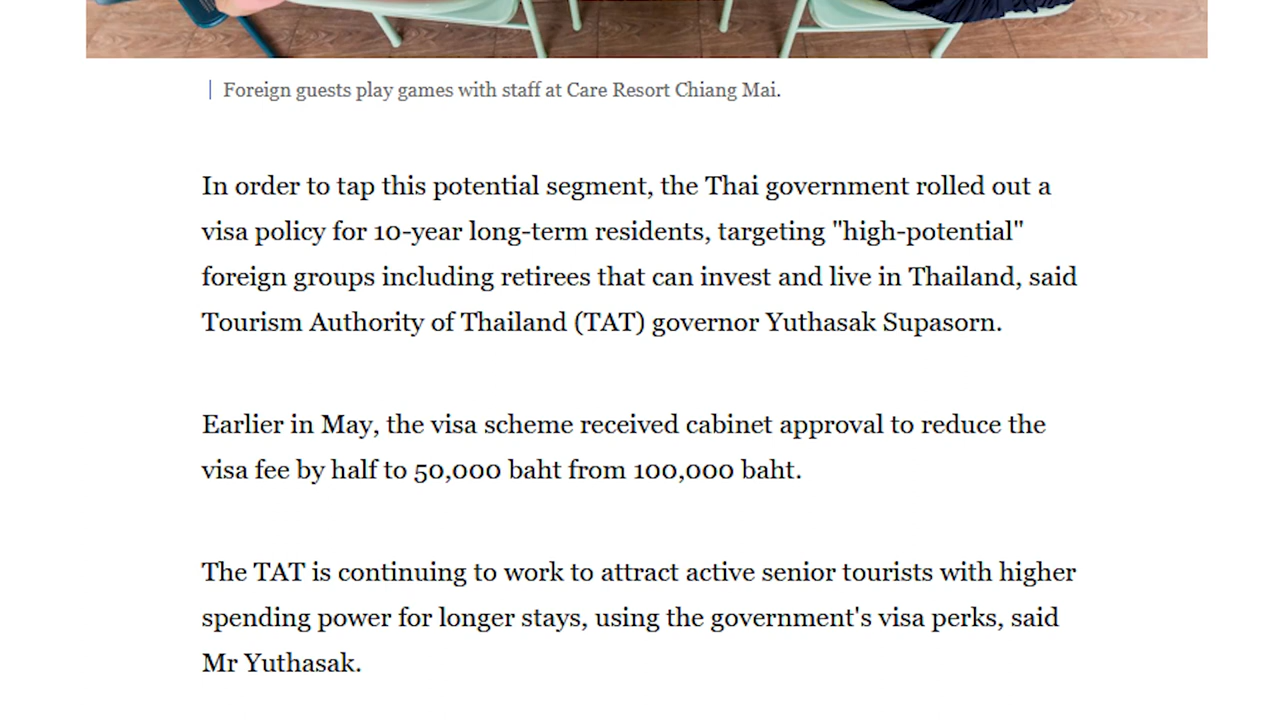 Foreign guests play games with staff at Care Resort Chiang Mai.
In order to tap this potential segment, the Thai government rolled out a
visa policy for 10-year long-term residents, targeting "high-potential"
foreign groups including retirees that can invest and live in Thailand, said
Tourism Authority of Thailand (TAT) governor Yuthasak Supasorn.
Earlier in May, the visa scheme received cabinet approval to reduce the
visa fee by half to 50,000 baht from 100,000 baht.
The TAT is continuing to work to attract active senior tourists with higher
spending power for longer stays, using the government's visa perks, said
Mr Yuthasak.